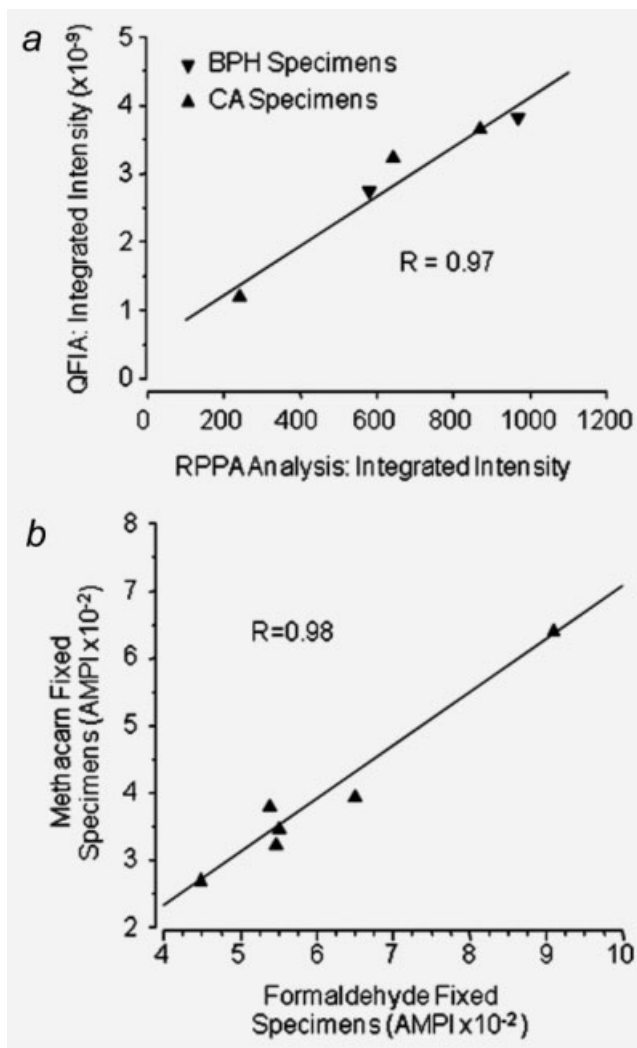 a
QFIA: Integrated Intensity (x10⁻⁹)
5
4
3
2
1
0
▼ BPH Specimens
▲ CA Specimens
R = 0.97
0 200 400 600 800 1000 1200
RPPA Analysis: Integrated Intensity
b
Methacarn Fixed
Specimens (AMPI x10⁻²)
8
7
6
5
4
3
2
R=0.98
4 5 6 7 8 9 10
Formaldehyde Fixed
Specimens (AMPI x10⁻²)